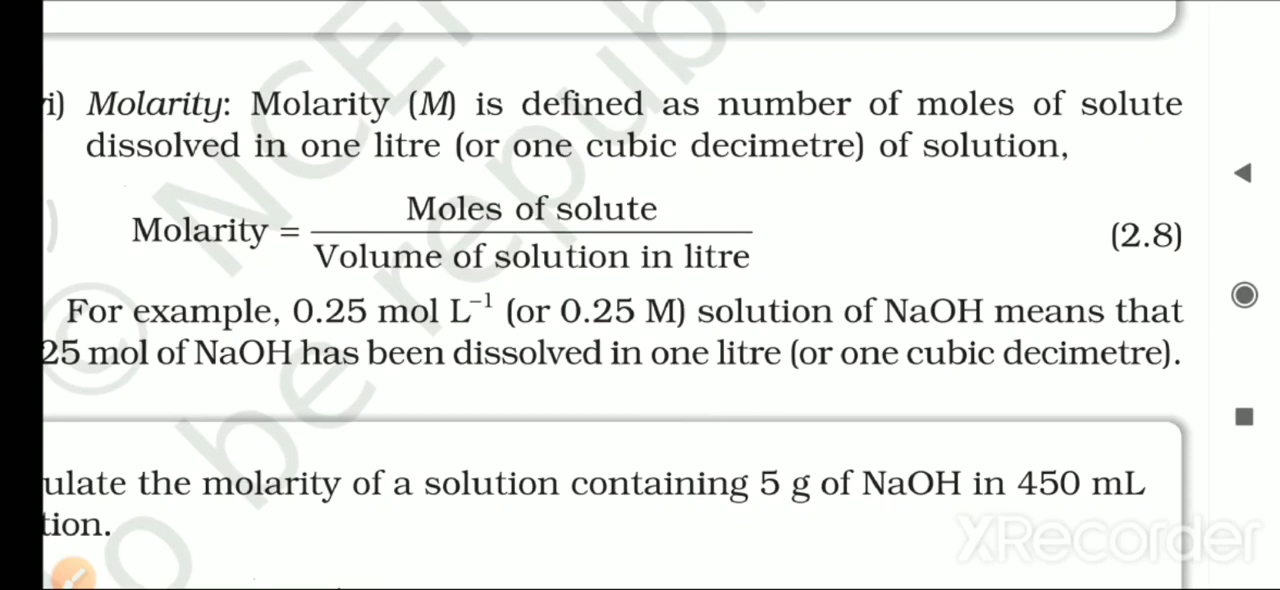 i) Molarity: Molarity (M) is defined as number of moles of solute
dissolved in one litre (or one cubic decimetre) of solution,
Molarity = Moles of solute / Volume of solution in litre (2.8)
For example, 0.25 mol L⁻¹ (or 0.25 M) solution of NaOH means that
25 mol of NaOH has been dissolved in one litre (or one cubic decimetre).
ulate the molarity of a solution containing 5 g of NaOH in 450 mL
tion.
XRecorder
© NCE
o be republ